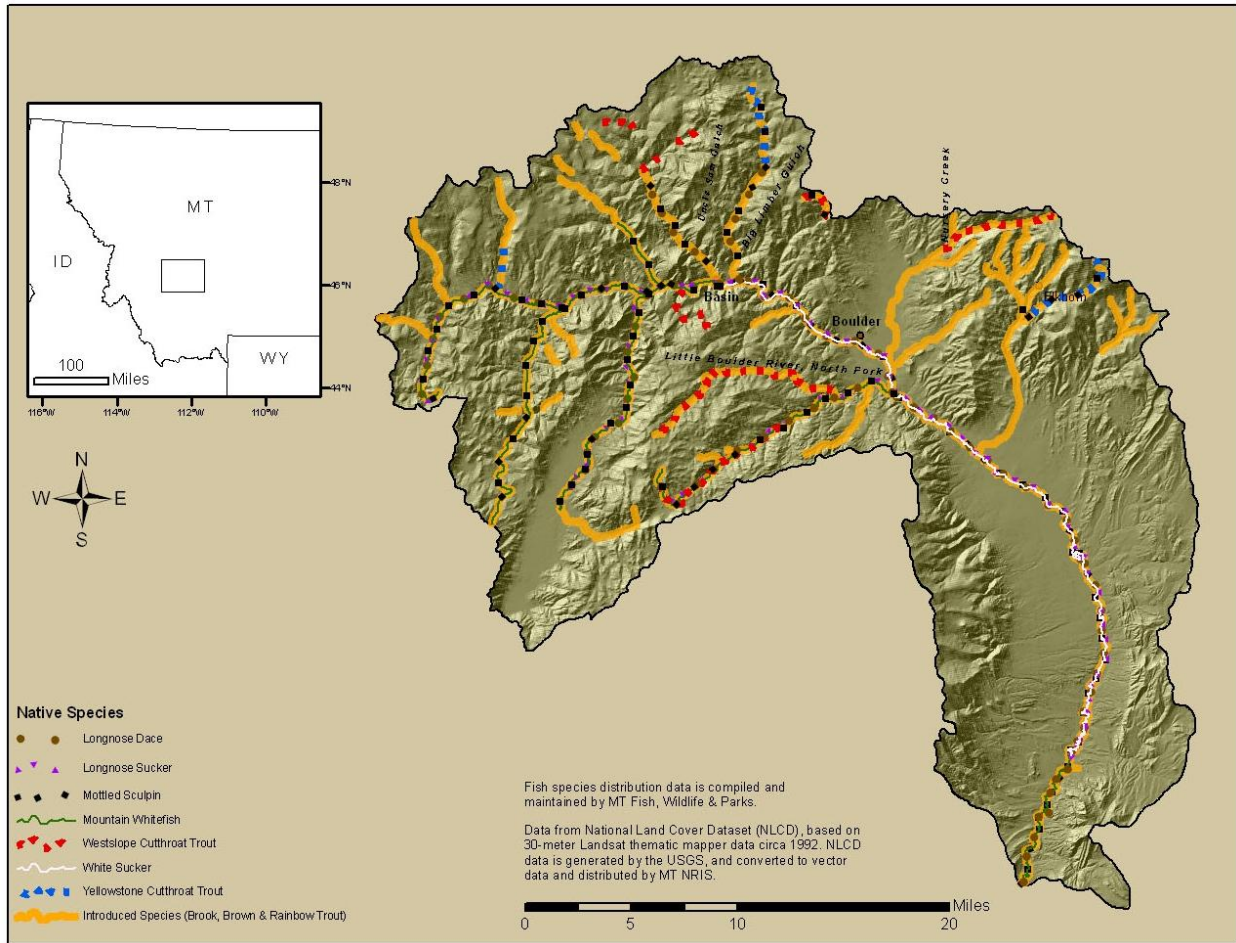 MT
ID
WY
100
Miles
48°N
46°N
44°N
116°W
114°W
112°W
110°W
N
W
E
S
Uncle Sam Gulch
Big Limber Gulch
Nursery Creek
Basin
Boulder
Elkhorn
Little Boulder River, North Fork
Native Species
Longnose Dace
Longnose Sucker
Mottled Sculpin
Mountain Whitefish
Westslope Cutthroat Trout
White Sucker
Yellowstone Cutthroat Trout
Introduced Species (Brook, Brown & Rainbow Trout)
Fish species distribution data is compiled and
maintained by MT Fish, Wildlife & Parks.
Data from National Land Cover Dataset (NLCD), based on
30-meter Landsat thematic mapper data circa 1992. NLCD
data is generated by the USGS, and converted to vector
data and distributed by MT NRIS.
Miles
0 5 10 20